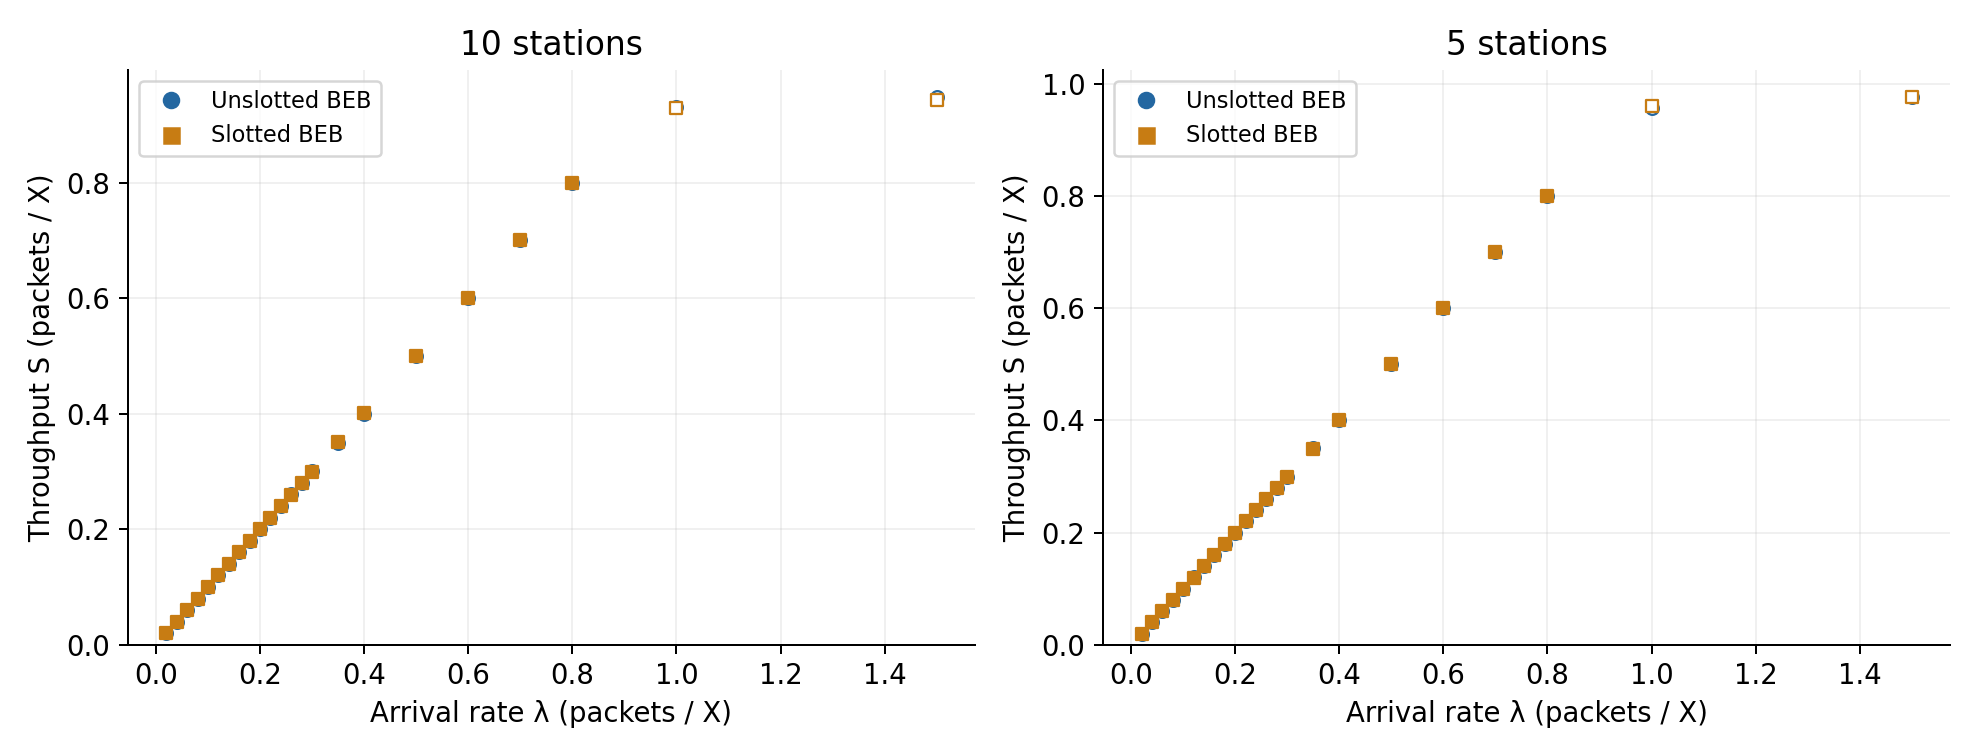 10 stations
Unslotted BEB
Slotted BEB
Throughput S (packets / X)
0.8
0.6
0.4
0.2
0.0
0.0 0.2 0.4 0.6 0.8 1.0 1.2 1.4
Arrival rate λ (packets / X)
5 stations
Unslotted BEB
Slotted BEB
Throughput S (packets / X)
1.0
0.8
0.6
0.4
0.2
0.0
0.0 0.2 0.4 0.6 0.8 1.0 1.2 1.4
Arrival rate λ (packets / X)